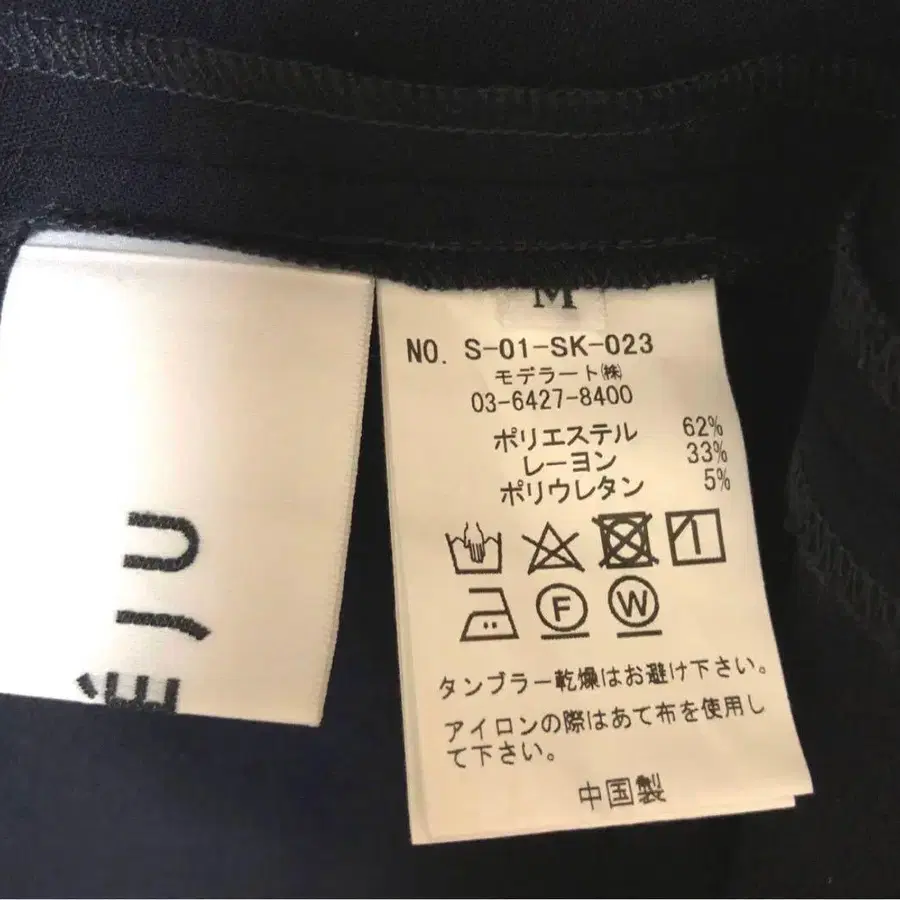 ÊJU
M
NO. S-01-SK-023
モデラート㈱
03-6427-8400
ポリエステル 62%
レーヨン 33%
ポリウレタン 5%
F W
タンブラー乾燥はお避け下さい。
アイロンの際はあて布を使用し
て下さい。
中国製